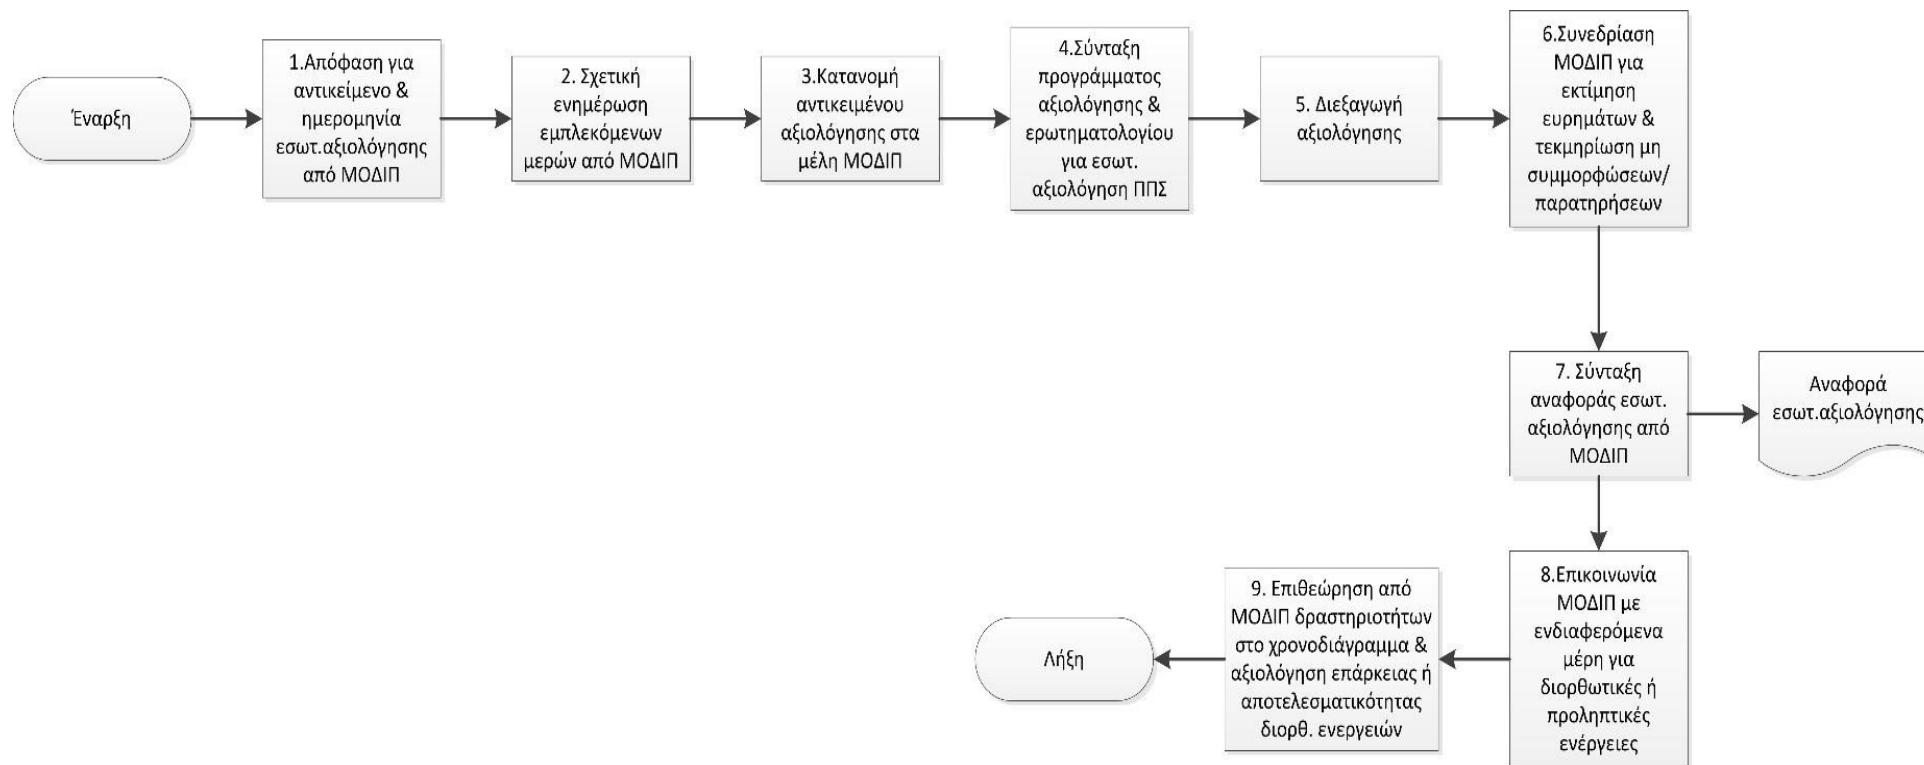 Έναρξη
1.Απόφαση για
αντικείμενο &
ημερομηνία
εσωτ.αξιολόγησης
από ΜΟΔΙΠ
2. Σχετική
ενημέρωση
εμπλεκόμενων
μερών από ΜΟΔΙΠ
3.Κατανομή
αντικειμένου
αξιολόγησης στα
μέλη ΜΟΔΙΠ
4.Σύνταξη
προγράμματος
αξιολόγησης &
ερωτηματολογίου
για εσωτ.
αξιολόγηση ΠΠΣ
5. Διεξαγωγή
αξιολόγησης
6.Συνεδρίαση
ΜΟΔΙΠ για
εκτίμηση
ευρημάτων &
τεκμηρίωση μη
συμμορφώσεων/
παρατηρήσεων
7. Σύνταξη
αναφοράς εσωτ.
αξιολόγησης από
ΜΟΔΙΠ
Αναφορά
εσωτ.αξιολόγησης
8.Επικοινωνία
ΜΟΔΙΠ με
ενδιαφερόμενα
μέρη για
διορθωτικές ή
προληπτικές
ενέργειες
9. Επιθεώρηση από
ΜΟΔΙΠ δραστηριοτήτων
στο χρονοδιάγραμμα &
αξιολόγηση επάρκειας ή
αποτελεσματικότητας
διορθ. ενεργειών
Λήξη